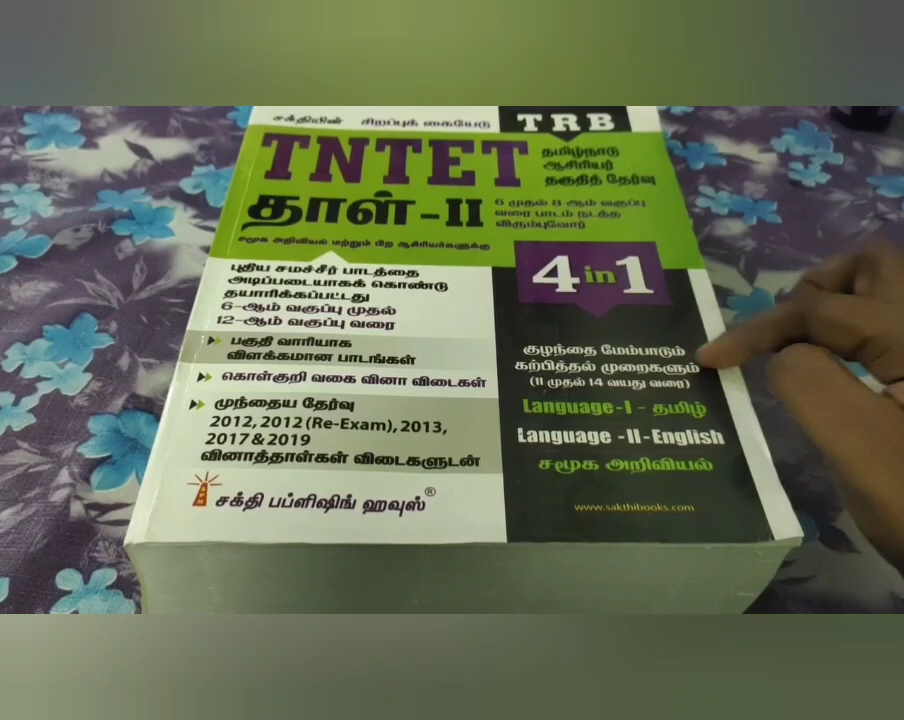 சக்தியின் சிறப்புக் கையேடு
TRB
TNTET
தமிழ்நாடு
ஆசிரியர்
தகுதித் தேர்வு
தாள் - II
6 முதல் 8 ஆம் வகுப்பு
வரை பாடம் நடத்த
விரும்புவோர்
சமூக அறிவியல் மற்றும் பிற ஆசிரியர்களுக்கு
புதிய சமச்சீர் பாடத்தை
அடிப்படையாகக் கொண்டு
தயாரிக்கப்பட்டது
6-ஆம் வகுப்பு முதல்
12-ஆம் வகுப்பு வரை
பகுதி வாரியாக
விளக்கமான பாடங்கள்
கொள்குறி வகை வினா விடைகள்
முந்தைய தேர்வு
2012, 2012 (Re-Exam), 2013,
2017 & 2019
வினாத்தாள்கள் விடைகளுடன்
சக்தி பப்ளிஷிங் ஹவுஸ்®
4 in 1
குழந்தை மேம்பாடும்
கற்பித்தல் முறைகளும்
(11 முதல் 14 வயது வரை)
Language-I - தமிழ்
Language -II-English
சமூக அறிவியல்
www.sakthibooks.com